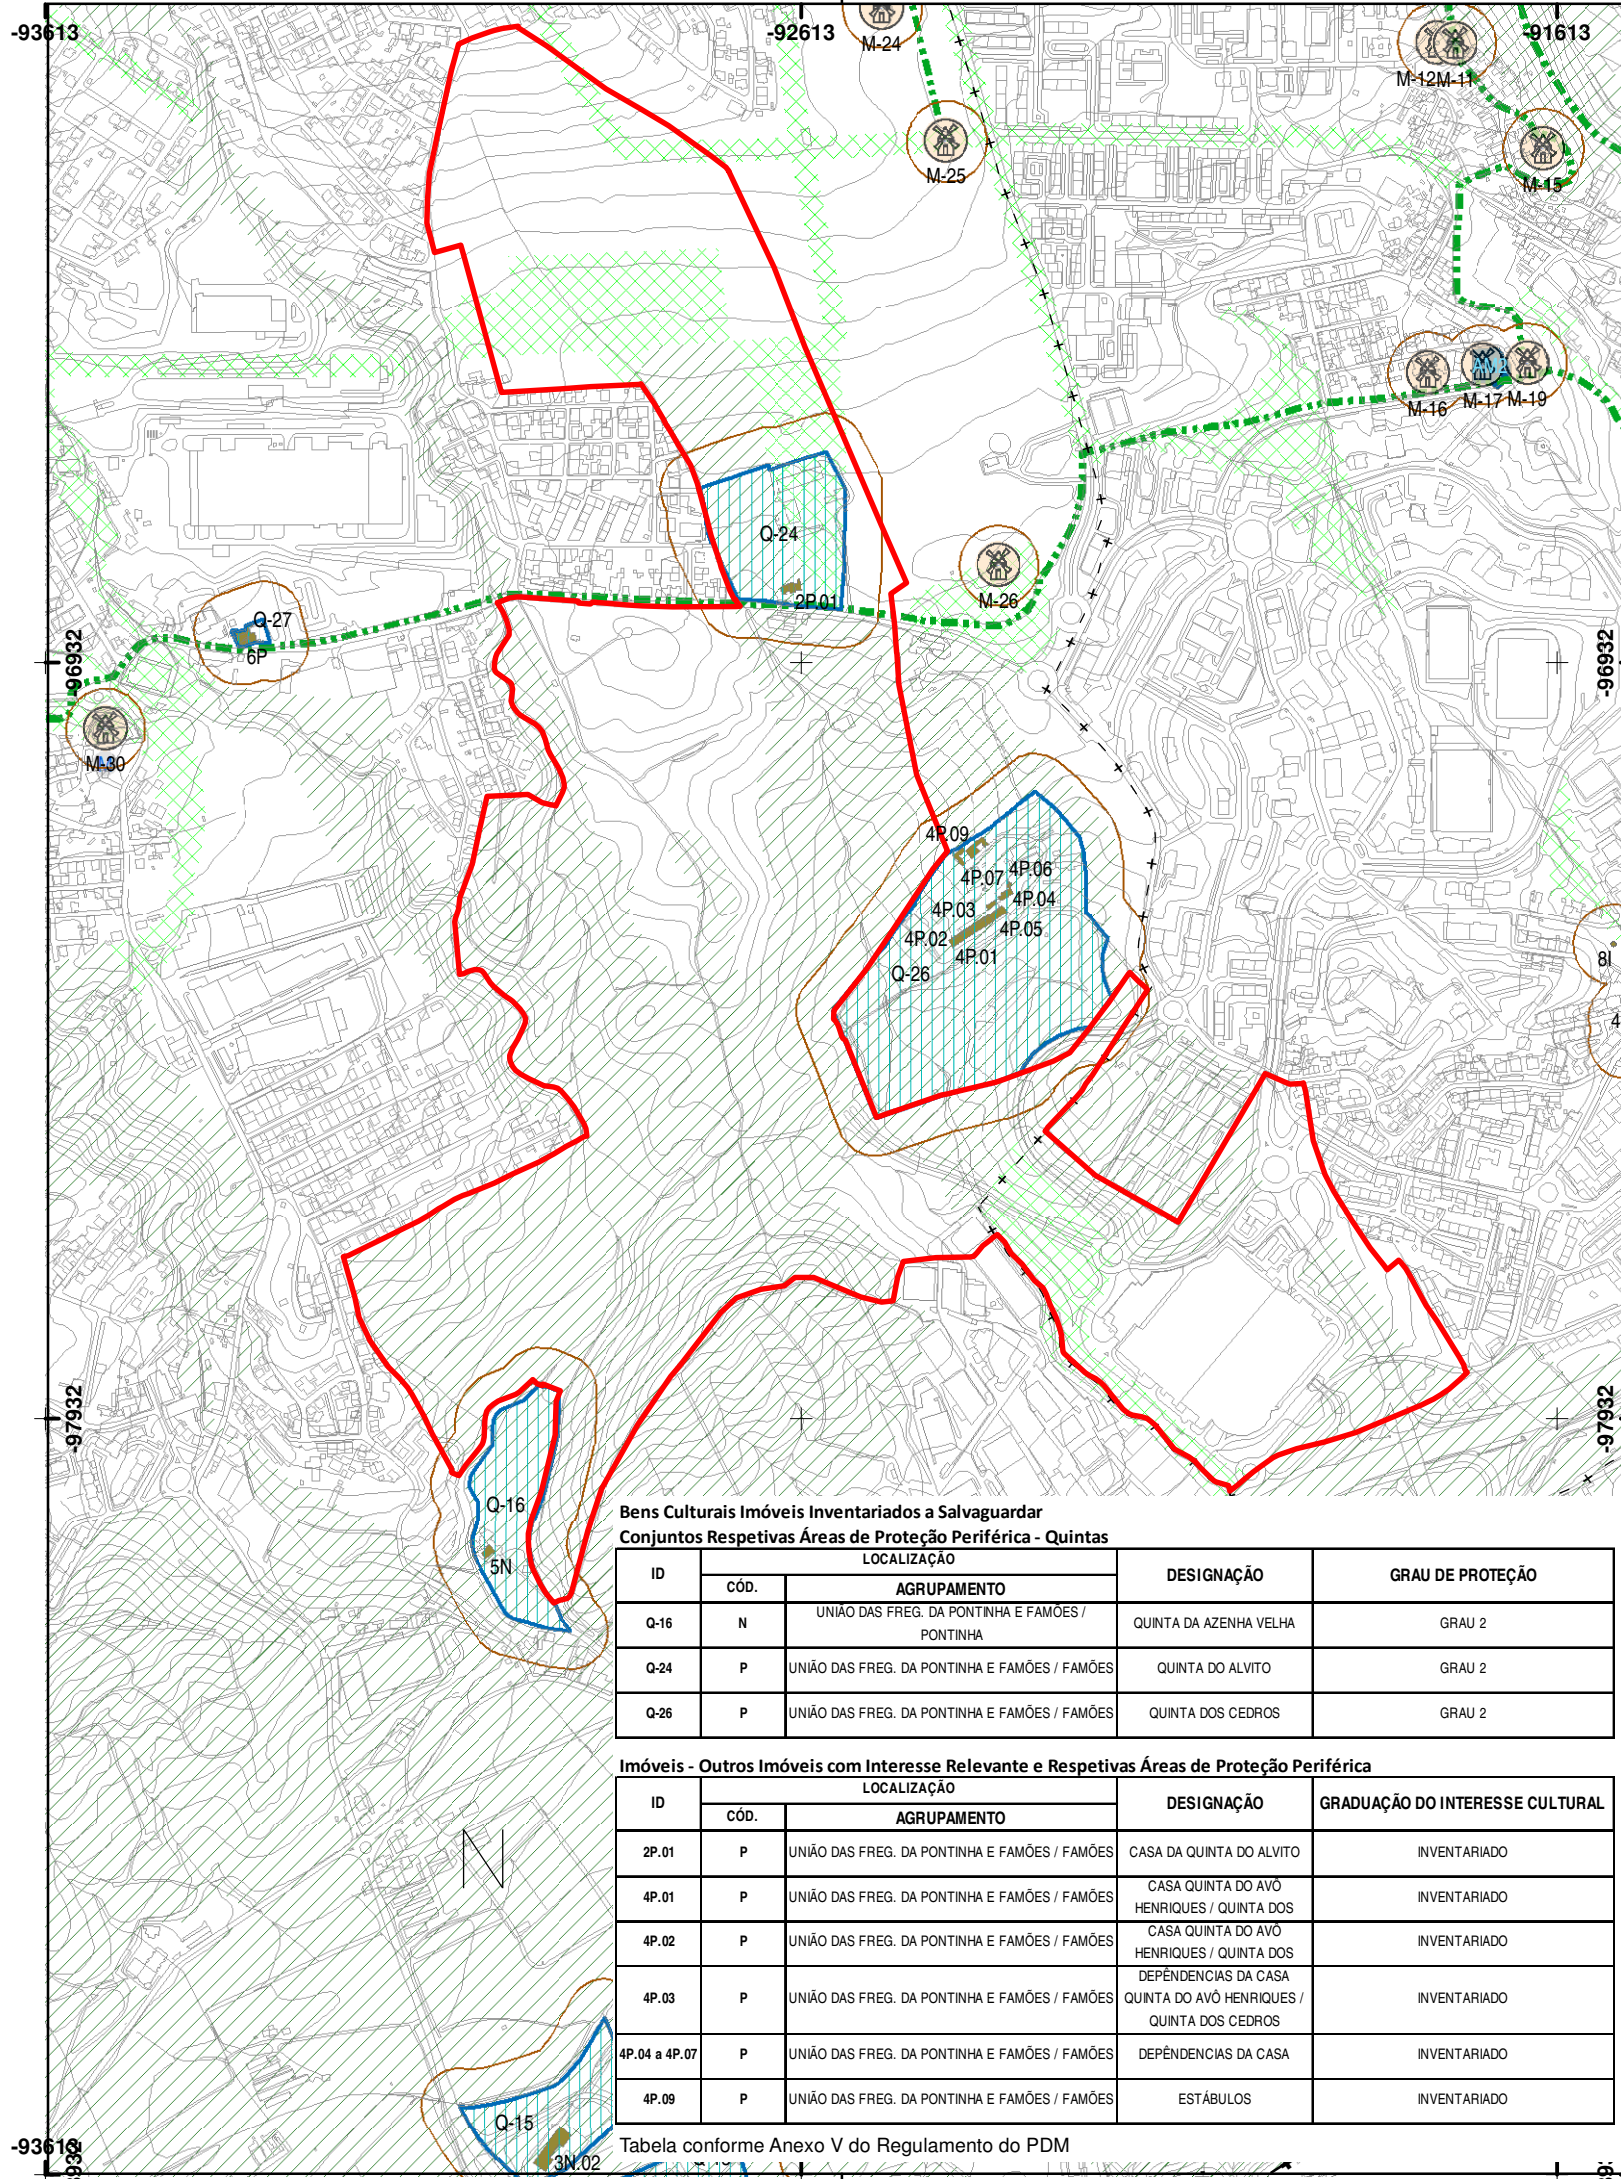 -93613
-92613
-91613
M-24
M-12 M-11
M-25
M-15
M-16 M-17 M-19
Q-24
2P.01
M-26
Q-27
6P
-96932
-96932
M-30
4P.09
4P.07 4P.06
4P.03 4P.04
4P.02 4P.05
4P.01
Q-26
8I
4
-97932
-97932
Q-16
5N
Bens Culturais Imóveis Inventariados a Salvaguardar
Conjuntos Respetivas Áreas de Proteção Periférica - Quintas
ID LOCALIZAÇÃO DESIGNAÇÃO GRAU DE PROTEÇÃO
CÓD. AGRUPAMENTO
Q-16 N UNIÃO DAS FREG. DA PONTINHA E FAMÕES / QUINTA DA AZENHA VELHA GRAU 2
PONTINHA
Q-24 P UNIÃO DAS FREG. DA PONTINHA E FAMÕES / FAMÕES QUINTA DO ALVITO GRAU 2
Q-26 P UNIÃO DAS FREG. DA PONTINHA E FAMÕES / FAMÕES QUINTA DOS CEDROS GRAU 2
Imóveis - Outros Imóveis com Interesse Relevante e Respetivas Áreas de Proteção Periférica
ID LOCALIZAÇÃO DESIGNAÇÃO GRADUAÇÃO DO INTERESSE CULTURAL
CÓD. AGRUPAMENTO
2P.01 P UNIÃO DAS FREG. DA PONTINHA E FAMÕES / FAMÕES CASA DA QUINTA DO ALVITO INVENTARIADO
4P.01 P UNIÃO DAS FREG. DA PONTINHA E FAMÕES / FAMÕES CASA QUINTA DO AVÔ INVENTARIADO
HENRIQUES / QUINTA DOS
4P.02 P UNIÃO DAS FREG. DA PONTINHA E FAMÕES / FAMÕES CASA QUINTA DO AVÔ INVENTARIADO
HENRIQUES / QUINTA DOS
4P.03 P UNIÃO DAS FREG. DA PONTINHA E FAMÕES / FAMÕES DEPÊNDENCIAS DA CASA INVENTARIADO
QUINTA DO AVÔ HENRIQUES /
QUINTA DOS CEDROS
4P.04 a 4P.07 P UNIÃO DAS FREG. DA PONTINHA E FAMÕES / FAMÕES DEPÊNDENCIAS DA CASA INVENTARIADO
4P.09 P UNIÃO DAS FREG. DA PONTINHA E FAMÕES / FAMÕES ESTÁBULOS INVENTARIADO
Tabela conforme Anexo V do Regulamento do PDM
N
Q-15
3N.02
-93613